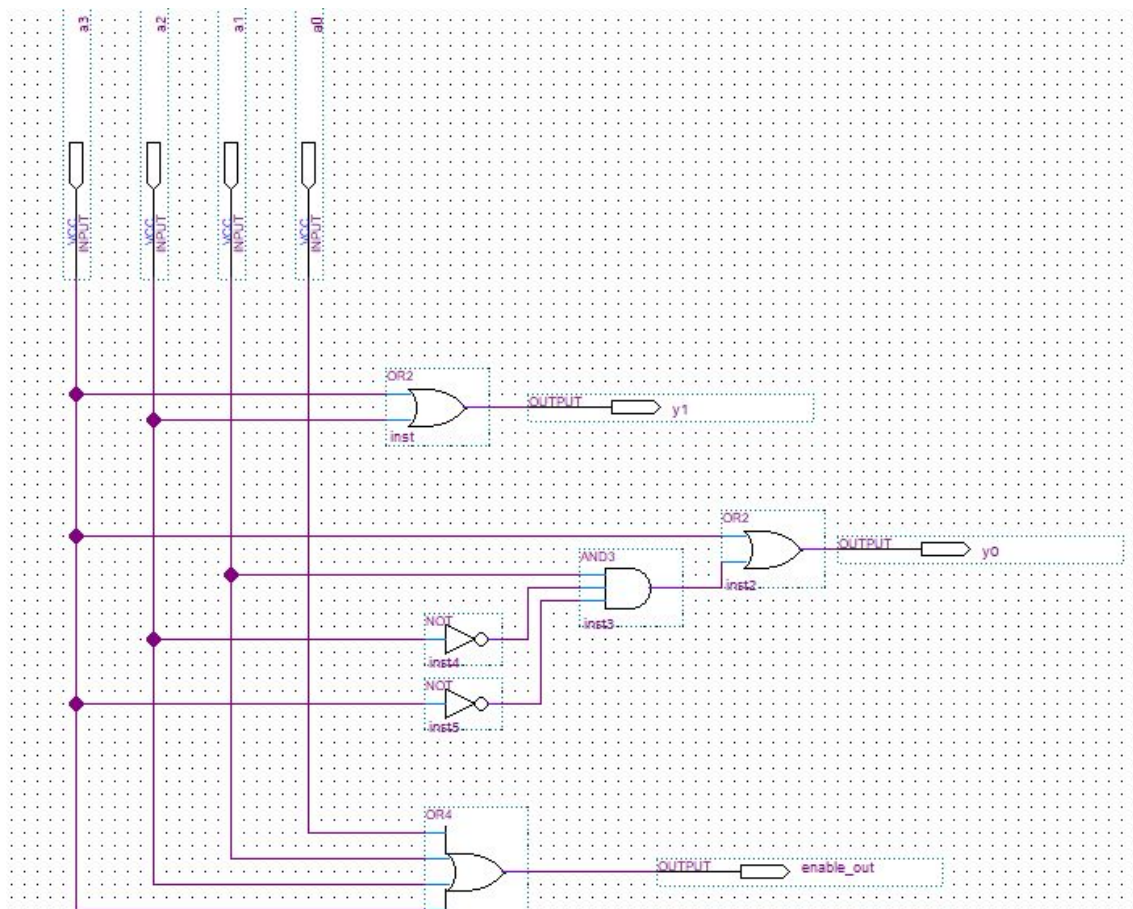 a3
a2
a1
a0
VCC
INPUT
VCC
INPUT
VCC
INPUT
VCC
INPUT
OR2
inst
OUTPUT
y1
OR2
inst2
OUTPUT
y0
AND3
inst3
NOT
inst4
NOT
inst5
OR4
OUTPUT
enable_out